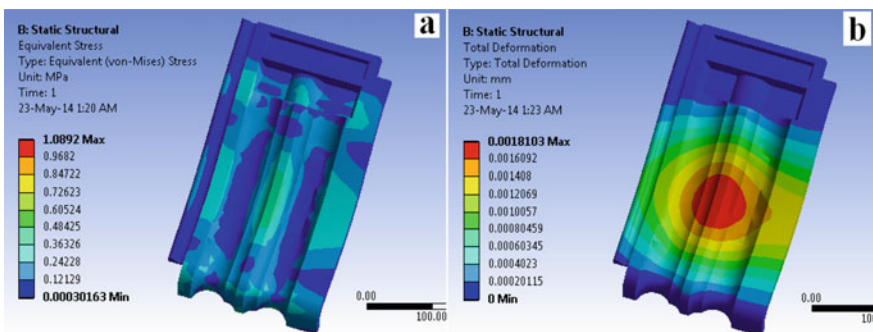 a
B: Static Structural
Equivalent Stress
Type: Equivalent (von-Mises) Stress
Unit: MPa
Time: 1
23-May-14 1:20 AM
1.0892 Max
0.9682
0.84722
0.72623
0.60524
0.48425
0.36326
0.24228
0.12129
0.00030163 Min
0.00
100.00
b
B: Static Structural
Total Deformation
Type: Total Deformation
Unit: mm
Time: 1
23-May-14 1:23 AM
0.0018103 Max
0.0016092
0.001408
0.0012069
0.0010057
0.00080459
0.00060345
0.0004023
0.00020115
0 Min
0.00